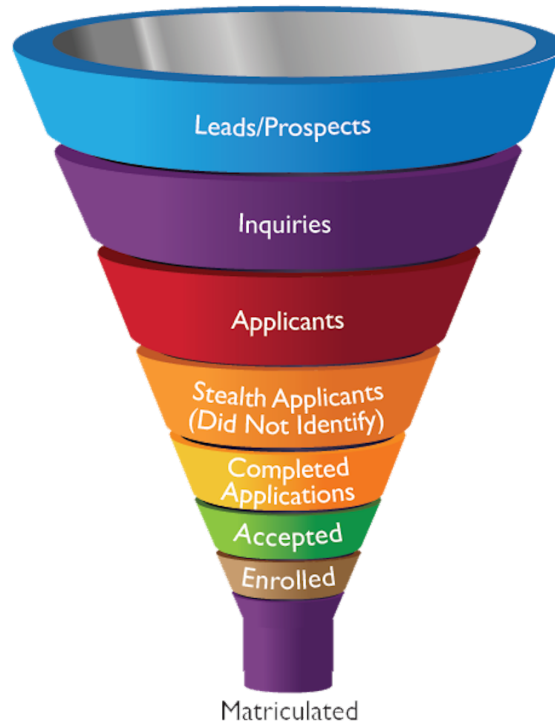 Leads/Prospects
Inquiries
Applicants
Stealth Applicants
(Did Not Identify)
Completed
Applications
Accepted
Enrolled
Matriculated